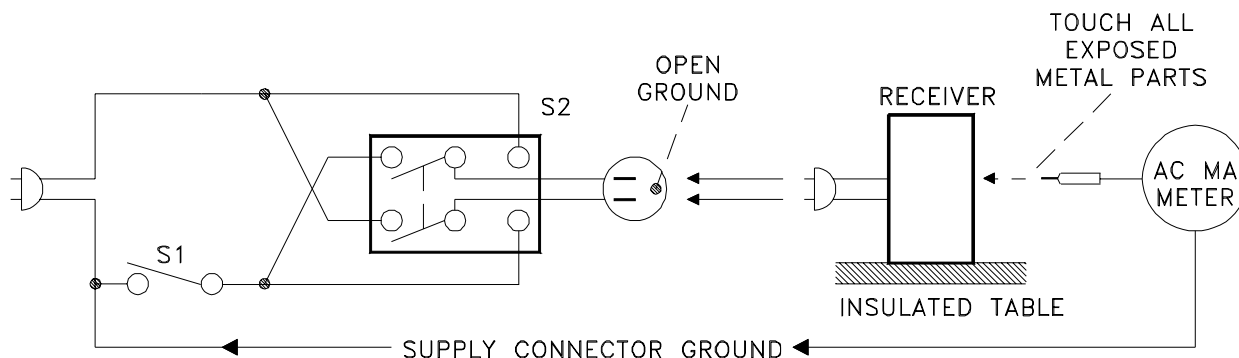 TOUCH ALL
EXPOSED
METAL PARTS
OPEN
GROUND
RECEIVER
S2
AC MA
METER
S1
INSULATED TABLE
SUPPLY CONNECTOR GROUND